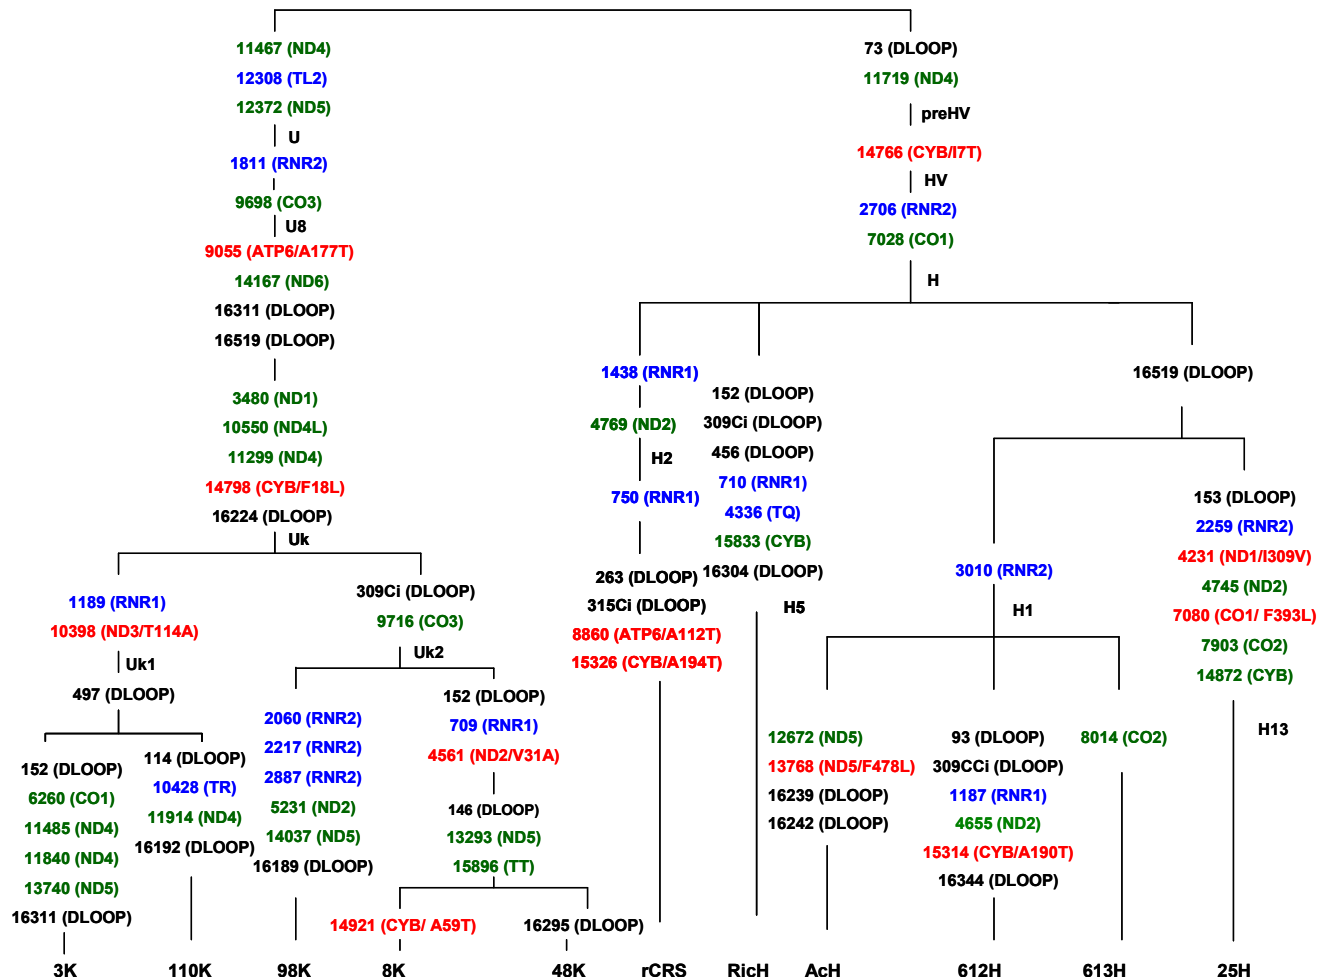 11467 (ND4)
12308 (TL2)
12372 (ND5)
U
1811 (RNR2)
9698 (CO3)
U8
9055 (ATP6/A177T)
14167 (ND6)
16311 (DLOOP)
16519 (DLOOP)
3480 (ND1)
10550 (ND4L)
11299 (ND4)
14798 (CYB/F18L)
16224 (DLOOP)
Uk
1189 (RNR1)
10398 (ND3/T114A)
Uk1
497 (DLOOP)
152 (DLOOP)
6260 (CO1)
11485 (ND4)
11840 (ND4)
13740 (ND5)
16311 (DLOOP)
3K
114 (DLOOP)
10428 (TR)
11914 (ND4)
16192 (DLOOP)
110K
309Ci (DLOOP)
9716 (CO3)
Uk2
2060 (RNR2)
2217 (RNR2)
2887 (RNR2)
5231 (ND2)
14037 (ND5)
16189 (DLOOP)
98K
152 (DLOOP)
709 (RNR1)
4561 (ND2/V31A)
146 (DLOOP)
13293 (ND5)
15896 (TT)
14921 (CYB/ A59T)
8K
16295 (DLOOP)
48K
73 (DLOOP)
11719 (ND4)
preHV
14766 (CYB/I7T)
HV
2706 (RNR2)
7028 (CO1)
H
1438 (RNR1)
4769 (ND2)
H2
750 (RNR1)
263 (DLOOP)
315Ci (DLOOP)
8860 (ATP6/A112T)
15326 (CYB/A194T)
rCRS
152 (DLOOP)
309Ci (DLOOP)
456 (DLOOP)
710 (RNR1)
4336 (TQ)
15833 (CYB)
16304 (DLOOP)
H5
RicH
16519 (DLOOP)
3010 (RNR2)
H1
12672 (ND5)
13768 (ND5/F478L)
16239 (DLOOP)
16242 (DLOOP)
AcH
93 (DLOOP)
309CCi (DLOOP)
1187 (RNR1)
4655 (ND2)
15314 (CYB/A190T)
16344 (DLOOP)
612H
8014 (CO2)
613H
153 (DLOOP)
2259 (RNR2)
4231 (ND1/I309V)
4745 (ND2)
7080 (CO1/ F393L)
7903 (CO2)
14872 (CYB)
H13
25H